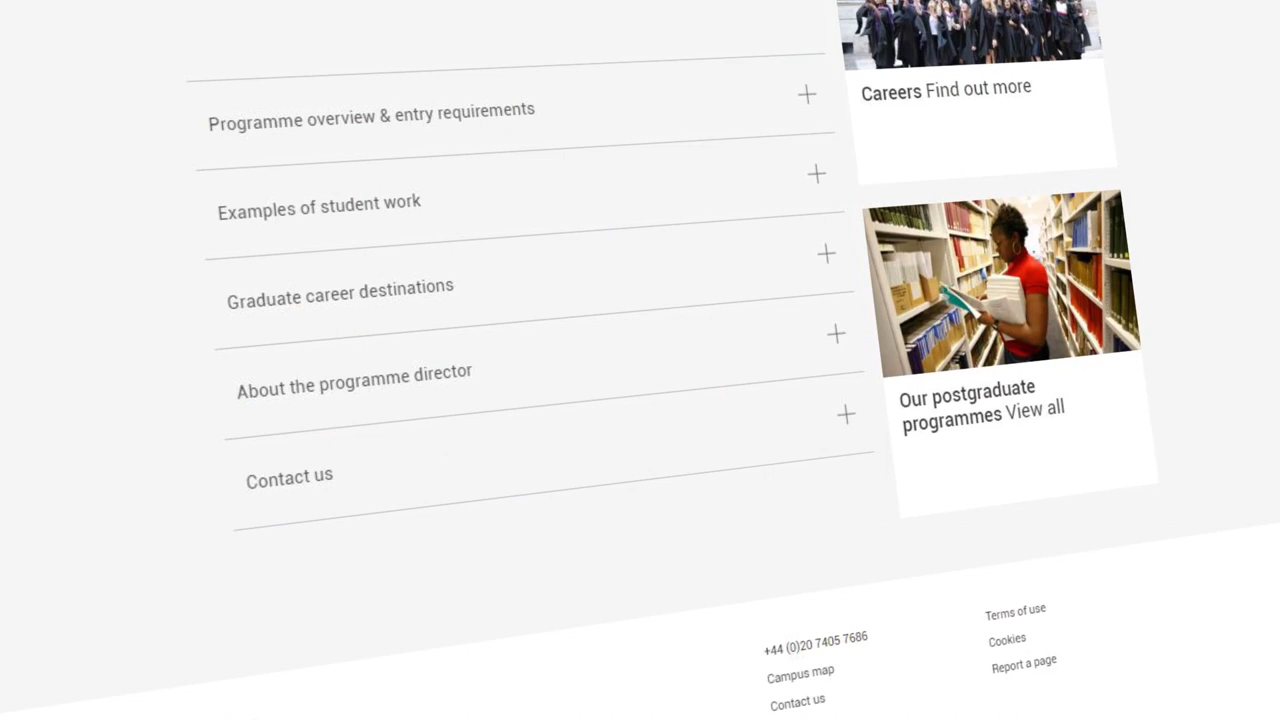 Programme overview & entry requirements
Examples of student work
Graduate career destinations
About the programme director
Contact us
Careers Find out more
Our postgraduate
programmes View all
+44 (0)20 7405 7686
Campus map
Contact us
Terms of use
Cookies
Report a page